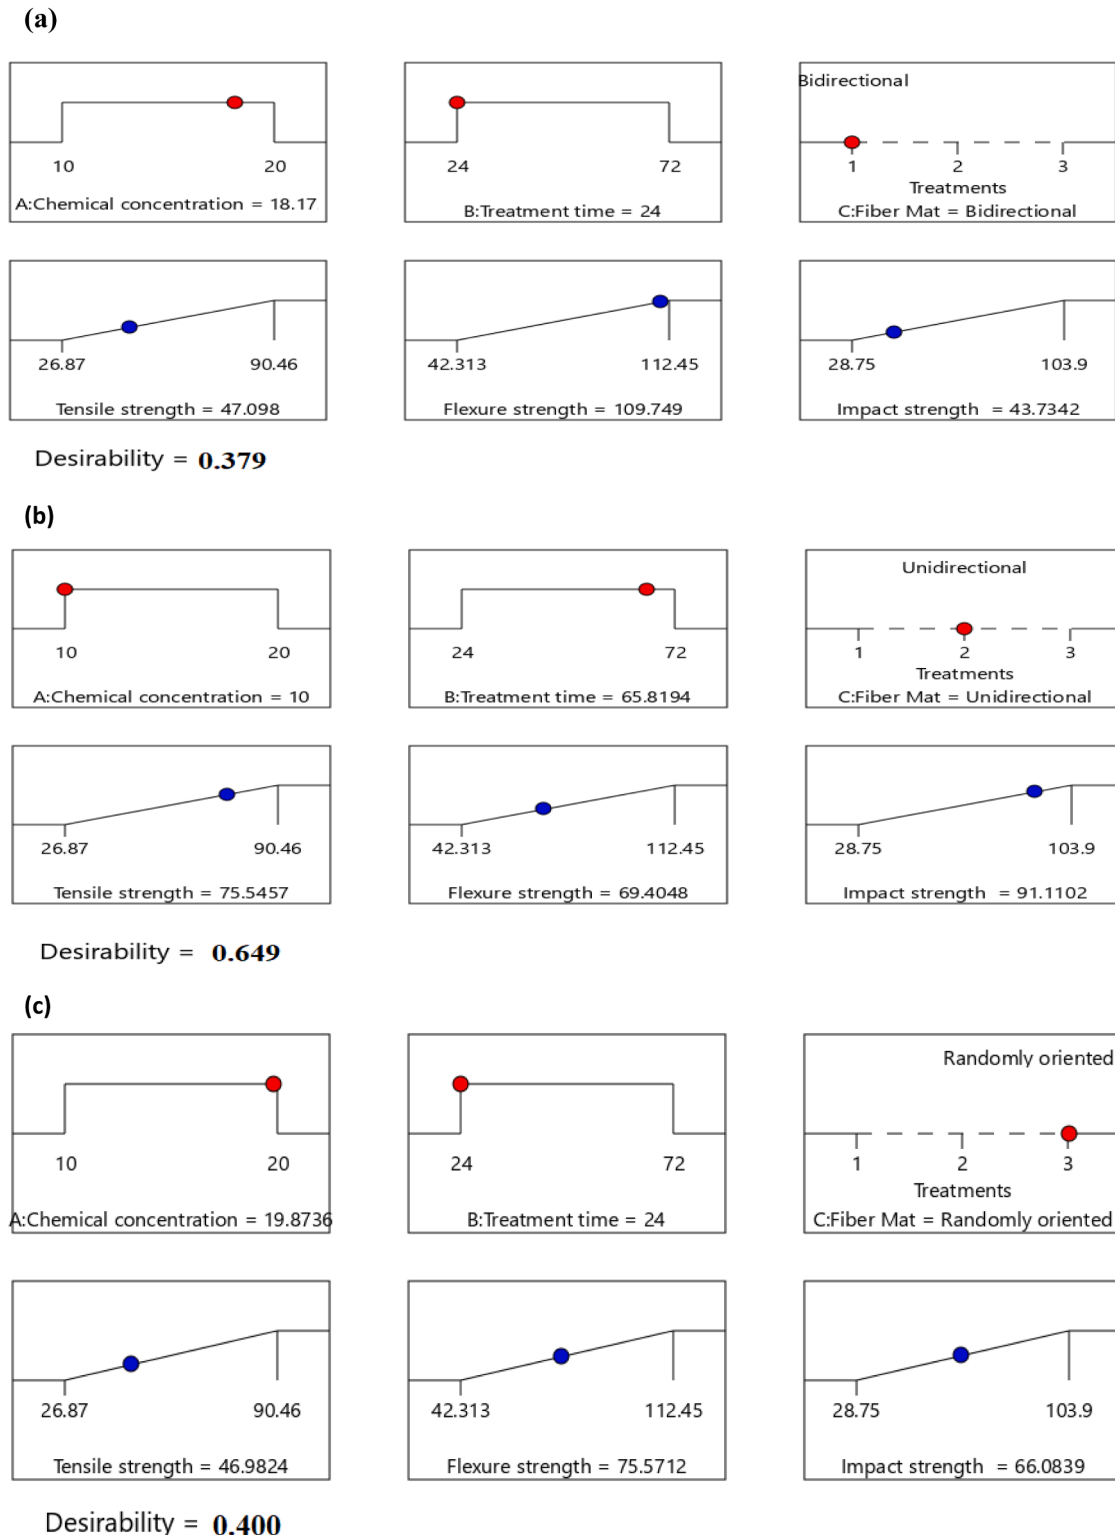 (a)
Bidirectional
10 20
24 72
1 2 3
Treatments
A:Chemical concentration = 18.17
B:Treatment time = 24
C:Fiber Mat = Bidirectional
26.87 90.46
42.313 112.45
28.75 103.9
Tensile strength = 47.098
Flexure strength = 109.749
Impact strength = 43.7342
Desirability = 0.379
(b)
Unidirectional
10 20
24 72
1 2 3
Treatments
A:Chemical concentration = 10
B:Treatment time = 65.8194
C:Fiber Mat = Unidirectional
26.87 90.46
42.313 112.45
28.75 103.9
Tensile strength = 75.5457
Flexure strength = 69.4048
Impact strength = 91.1102
Desirability = 0.649
(c)
Randomly oriented
10 20
24 72
1 2 3
Treatments
A:Chemical concentration = 19.8736
B:Treatment time = 24
C:Fiber Mat = Randomly oriented
26.87 90.46
42.313 112.45
28.75 103.9
Tensile strength = 46.9824
Flexure strength = 75.5712
Impact strength = 66.0839
Desirability = 0.400